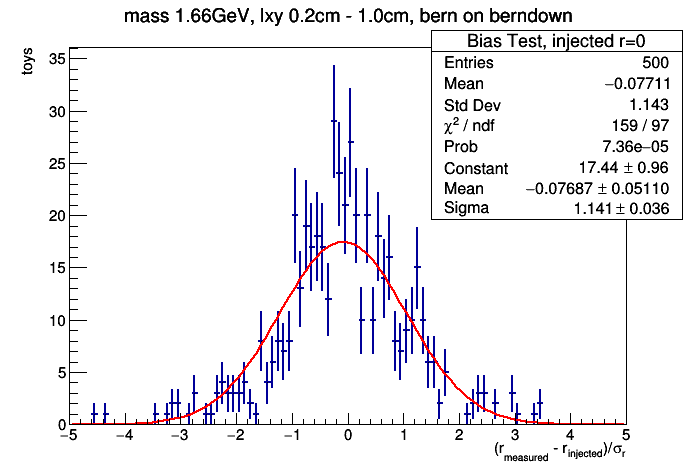 mass 1.66GeV, lxy 0.2cm - 1.0cm, bern on berndown
Bias Test, injected r=0
Entries 500
Mean −0.07711
Std Dev 1.143
χ² / ndf 159 / 97
Prob 7.36e−05
Constant 17.44 ± 0.96
Mean −0.07687 ± 0.05110
Sigma 1.141 ± 0.036
toys
35
30
25
20
15
10
5
0
−5 −4 −3 −2 −1 0 1 2 3 4 5
(r_measured - r_injected)/σ_r